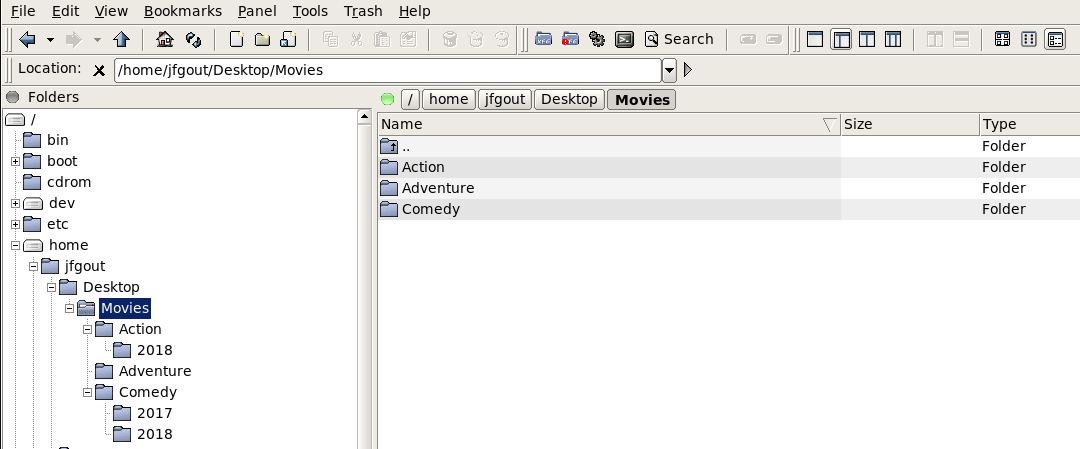 File Edit View Bookmarks Panel Tools Trash Help
Search
Location: /home/jfgout/Desktop/Movies
Folders
/ home jfgout Desktop Movies
/
bin
boot
cdrom
dev
etc
home
jfgout
Desktop
Movies
Action
2018
Adventure
Comedy
2017
2018
Name Size Type
.. Folder
Action Folder
Adventure Folder
Comedy Folder